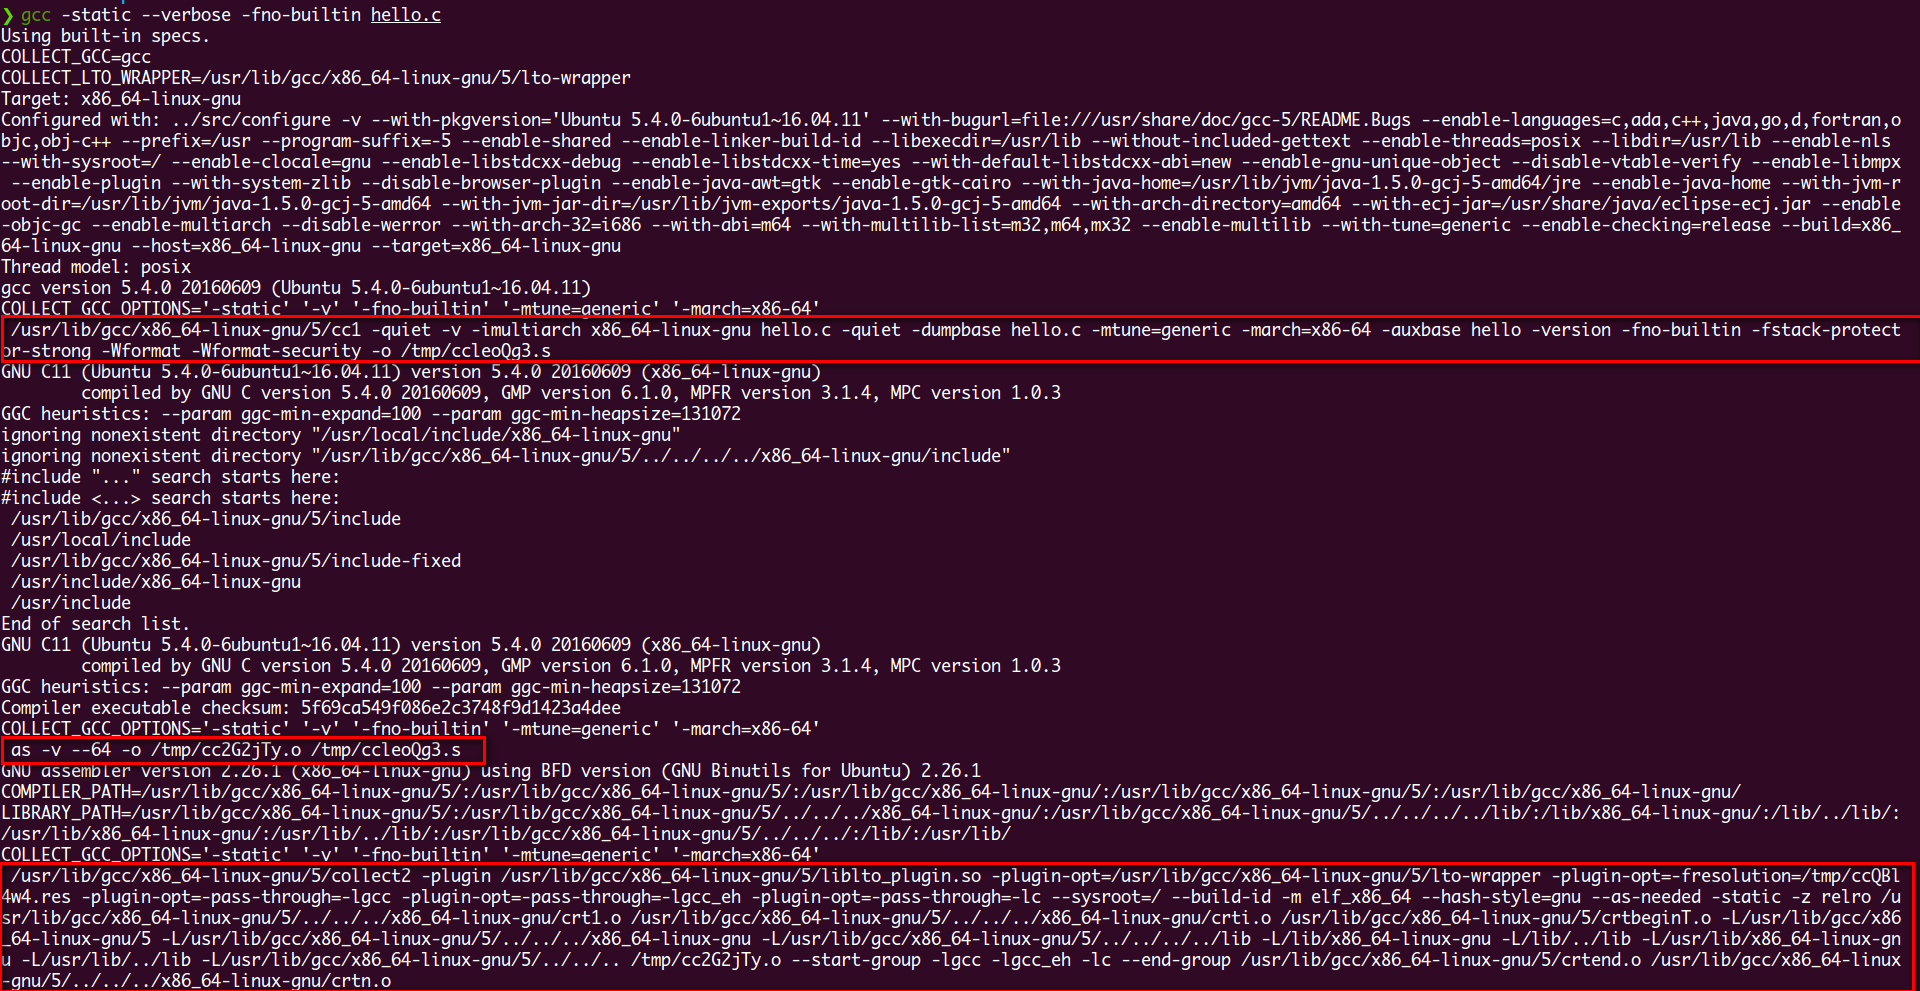 ❯ gcc -static --verbose -fno-builtin hello.c
Using built-in specs.
COLLECT_GCC=gcc
COLLECT_LTO_WRAPPER=/usr/lib/gcc/x86_64-linux-gnu/5/lto-wrapper
Target: x86_64-linux-gnu
Configured with: ../src/configure -v --with-pkgversion='Ubuntu 5.4.0-6ubuntu1~16.04.11' --with-bugurl=file:///usr/share/doc/gcc-5/README.Bugs --enable-languages=c,ada,c++,java,go,d,fortran,o
bjc,obj-c++ --prefix=/usr --program-suffix=-5 --enable-shared --enable-linker-build-id --libexecdir=/usr/lib --without-included-gettext --enable-threads=posix --libdir=/usr/lib --enable-nls
--with-sysroot=/ --enable-clocale=gnu --enable-libstdcxx-debug --enable-libstdcxx-time=yes --with-default-libstdcxx-abi=new --enable-gnu-unique-object --disable-vtable-verify --enable-libmpx
 --enable-plugin --with-system-zlib --disable-browser-plugin --enable-java-awt=gtk --enable-gtk-cairo --with-java-home=/usr/lib/jvm/java-1.5.0-gcj-5-amd64/jre --enable-java-home --with-jvm-r
oot-dir=/usr/lib/jvm/java-1.5.0-gcj-5-amd64 --with-jvm-jar-dir=/usr/lib/jvm-exports/java-1.5.0-gcj-5-amd64 --with-arch-directory=amd64 --with-ecj-jar=/usr/share/java/eclipse-ecj.jar --enable
-objc-gc --enable-multiarch --disable-werror --with-arch-32=i686 --with-abi=m64 --with-multilib-list=m32,m64,mx32 --enable-multilib --with-tune=generic --enable-checking=release --build=x86_
64-linux-gnu --host=x86_64-linux-gnu --target=x86_64-linux-gnu
Thread model: posix
gcc version 5.4.0 20160609 (Ubuntu 5.4.0-6ubuntu1~16.04.11)
COLLECT_GCC_OPTIONS='-static' '-v' '-fno-builtin' '-mtune=generic' '-march=x86-64'
 /usr/lib/gcc/x86_64-linux-gnu/5/cc1 -quiet -v -imultiarch x86_64-linux-gnu hello.c -quiet -dumpbase hello.c -mtune=generic -march=x86-64 -auxbase hello -version -fno-builtin -fstack-protect
or-strong -Wformat -Wformat-security -o /tmp/ccleoQg3.s
GNU C11 (Ubuntu 5.4.0-6ubuntu1~16.04.11) version 5.4.0 20160609 (x86_64-linux-gnu)
        compiled by GNU C version 5.4.0 20160609, GMP version 6.1.0, MPFR version 3.1.4, MPC version 1.0.3
GGC heuristics: --param ggc-min-expand=100 --param ggc-min-heapsize=131072
ignoring nonexistent directory "/usr/local/include/x86_64-linux-gnu"
ignoring nonexistent directory "/usr/lib/gcc/x86_64-linux-gnu/5/../../../../x86_64-linux-gnu/include"
#include "..." search starts here:
#include <...> search starts here:
 /usr/lib/gcc/x86_64-linux-gnu/5/include
 /usr/local/include
 /usr/lib/gcc/x86_64-linux-gnu/5/include-fixed
 /usr/include/x86_64-linux-gnu
 /usr/include
End of search list.
GNU C11 (Ubuntu 5.4.0-6ubuntu1~16.04.11) version 5.4.0 20160609 (x86_64-linux-gnu)
        compiled by GNU C version 5.4.0 20160609, GMP version 6.1.0, MPFR version 3.1.4, MPC version 1.0.3
GGC heuristics: --param ggc-min-expand=100 --param ggc-min-heapsize=131072
Compiler executable checksum: 5f69ca549f086e2c3748f9d1423a4dee
COLLECT_GCC_OPTIONS='-static' '-v' '-fno-builtin' '-mtune=generic' '-march=x86-64'
 as -v --64 -o /tmp/cc2G2jTy.o /tmp/ccleoQg3.s
GNU assembler version 2.26.1 (x86_64-linux-gnu) using BFD version (GNU Binutils for Ubuntu) 2.26.1
COMPILER_PATH=/usr/lib/gcc/x86_64-linux-gnu/5/:/usr/lib/gcc/x86_64-linux-gnu/5/:/usr/lib/gcc/x86_64-linux-gnu/:/usr/lib/gcc/x86_64-linux-gnu/5/:/usr/lib/gcc/x86_64-linux-gnu/
LIBRARY_PATH=/usr/lib/gcc/x86_64-linux-gnu/5/:/usr/lib/gcc/x86_64-linux-gnu/5/../../../x86_64-linux-gnu/:/usr/lib/gcc/x86_64-linux-gnu/5/../../../../lib/:/lib/x86_64-linux-gnu/:/lib/../lib/:
/usr/lib/x86_64-linux-gnu/:/usr/lib/../lib/:/usr/lib/gcc/x86_64-linux-gnu/5/../../../:/lib/:/usr/lib/
COLLECT_GCC_OPTIONS='-static' '-v' '-fno-builtin' '-mtune=generic' '-march=x86-64'
 /usr/lib/gcc/x86_64-linux-gnu/5/collect2 -plugin /usr/lib/gcc/x86_64-linux-gnu/5/liblto_plugin.so -plugin-opt=/usr/lib/gcc/x86_64-linux-gnu/5/lto-wrapper -plugin-opt=-fresolution=/tmp/ccQBl
4w4.res -plugin-opt=-pass-through=-lgcc -plugin-opt=-pass-through=-lgcc_eh -plugin-opt=-pass-through=-lc --sysroot=/ --build-id -m elf_x86_64 --hash-style=gnu --as-needed -static -z relro /u
sr/lib/gcc/x86_64-linux-gnu/5/../../../x86_64-linux-gnu/crt1.o /usr/lib/gcc/x86_64-linux-gnu/5/../../../x86_64-linux-gnu/crti.o /usr/lib/gcc/x86_64-linux-gnu/5/crtbeginT.o -L/usr/lib/gcc/x86
_64-linux-gnu/5 -L/usr/lib/gcc/x86_64-linux-gnu/5/../../../x86_64-linux-gnu -L/usr/lib/gcc/x86_64-linux-gnu/5/../../../../lib -L/lib/x86_64-linux-gnu -L/lib/../lib -L/usr/lib/x86_64-linux-gn
u -L/usr/lib/../lib -L/usr/lib/gcc/x86_64-linux-gnu/5/../../.. /tmp/cc2G2jTy.o --start-group -lgcc -lgcc_eh -lc --end-group /usr/lib/gcc/x86_64-linux-gnu/5/crtend.o /usr/lib/gcc/x86_64-linux
-gnu/5/../../../x86_64-linux-gnu/crtn.o